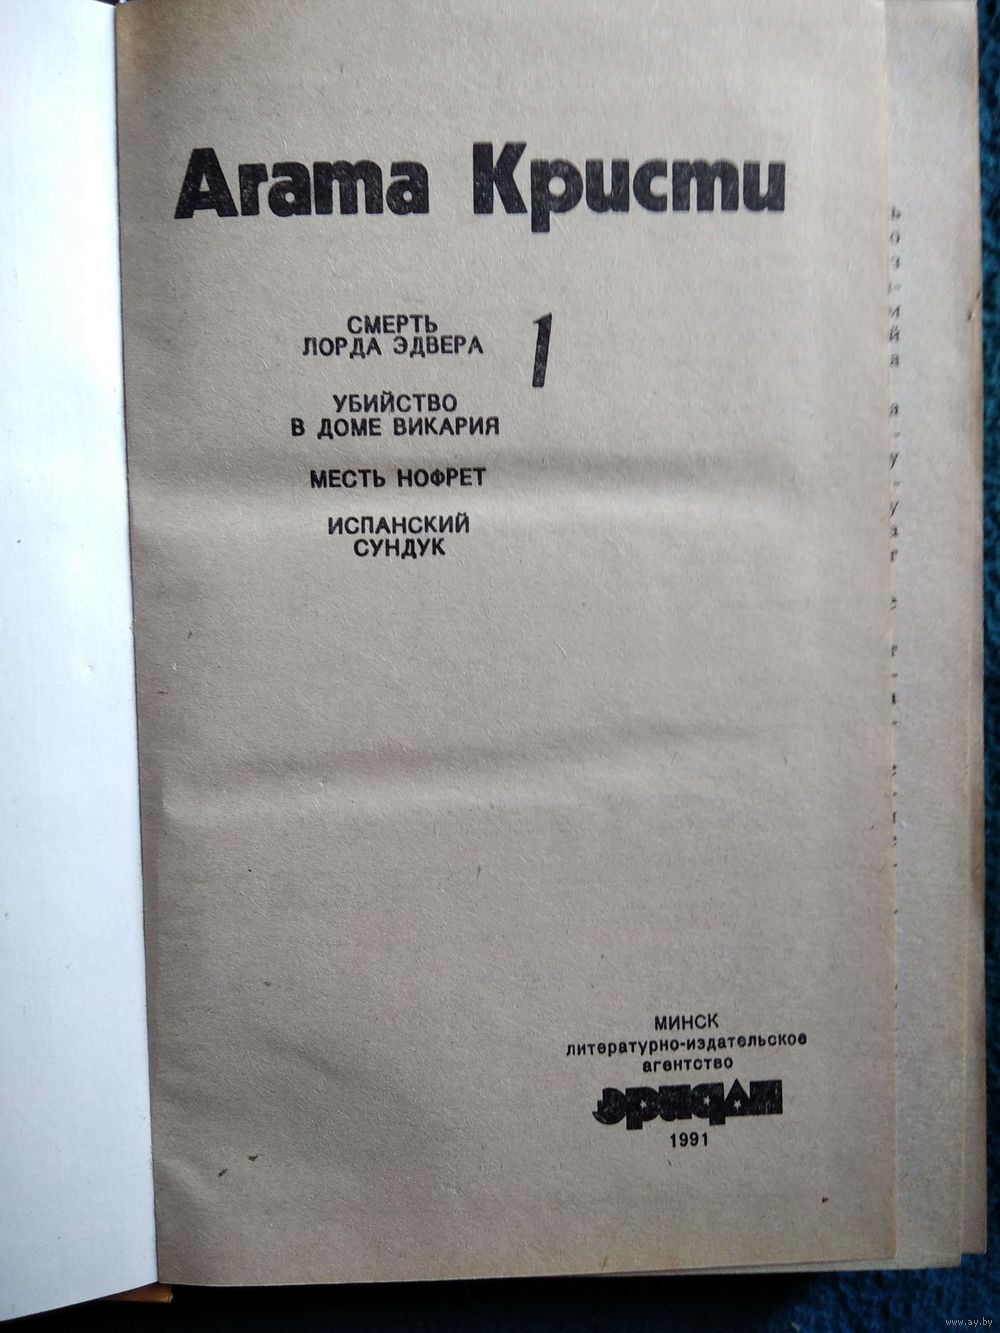 Агата Кристи
СМЕРТЬ
ЛОРДА ЭДВЕРА
1
УБИЙСТВО
В ДОМЕ ВИКАРИЯ
МЕСТЬ НОФРЕТ
ИСПАНСКИЙ
СУНДУК
МИНСК
литературно-издательское
агентство
1991
www.ay.by